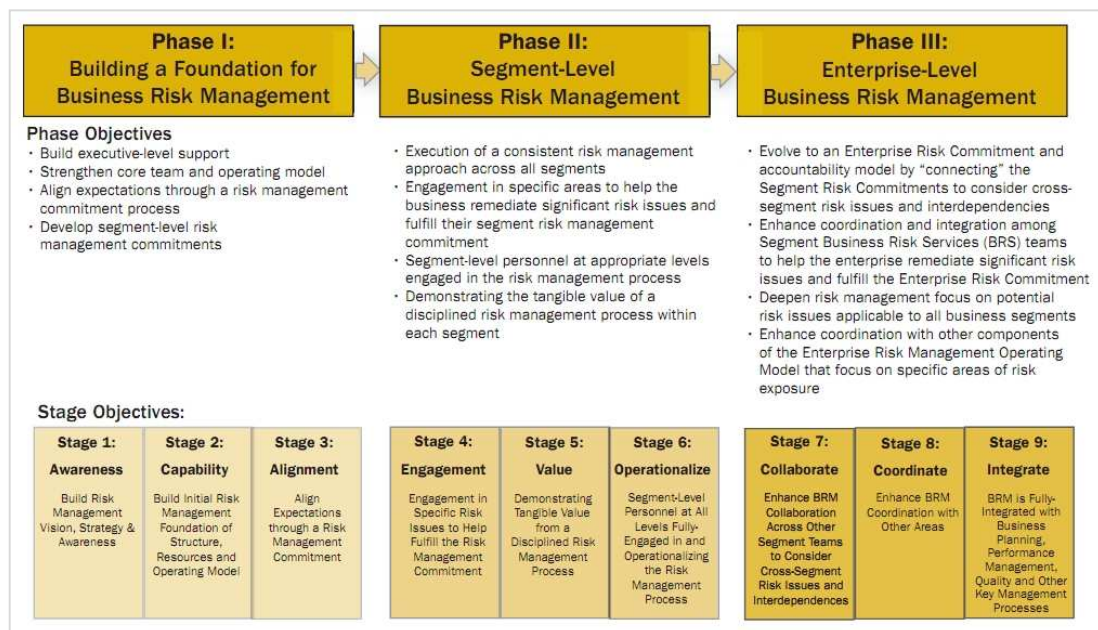 Phase I:
Building a Foundation for
Business Risk Management
Phase II:
Segment-Level
Business Risk Management
Phase III:
Enterprise-Level
Business Risk Management
Phase Objectives
• Build executive-level support
• Strengthen core team and operating model
• Align expectations through a risk management
commitment process
• Develop segment-level risk
management commitments
• Execution of a consistent risk management
approach across all segments
• Engagement in specific areas to help the
business remediate significant risk issues and
fulfill their segment risk management
commitment
• Segment-level personnel at appropriate levels
engaged in the risk management process
• Demonstrating the tangible value of a
disciplined risk management process within
each segment
• Evolve to an Enterprise Risk Commitment and
accountability model by “connecting” the
Segment Risk Commitments to consider cross-
segment risk issues and interdependencies
• Enhance coordination and integration among
Segment Business Risk Services (BRS) teams
to help the enterprise remediate significant risk
issues and fulfill the Enterprise Risk Commitment
• Deepen risk management focus on potential
risk issues applicable to all business segments
• Enhance coordination with other components
of the Enterprise Risk Management Operating
Model that focus on specific areas of risk
exposure
Stage Objectives:
Stage 1:
Awareness
Build Risk
Management
Vision, Strategy &
Awareness
Stage 2:
Capability
Build Initial Risk
Management
Foundation of
Structure,
Resources and
Operating Model
Stage 3:
Alignment
Align
Expectations
through a Risk
Management
Commitment
Stage 4:
Engagement
Engagement in
Specific Risk
Issues to Help
Fulfill the Risk
Management
Commitment
Stage 5:
Value
Demonstrating
Tangible Value
from a
Disciplined Risk
Management
Process
Stage 6:
Operationalize
Segment-Level
Personnel at All
Levels Fully-
Engaged in and
Operationalizing
the Risk
Management
Process
Stage 7:
Collaborate
Enhance BRM
Collaboration
Across Other
Segment Teams
to Consider
Cross-Segment
Risk Issues and
Interdependences
Stage 8:
Coordinate
Enhance BRM
Coordination with
Other Areas
Stage 9:
Integrate
BRM is Fully-
Integrated with
Business
Planning,
Performance
Management,
Quality and Other
Key Management
Processes